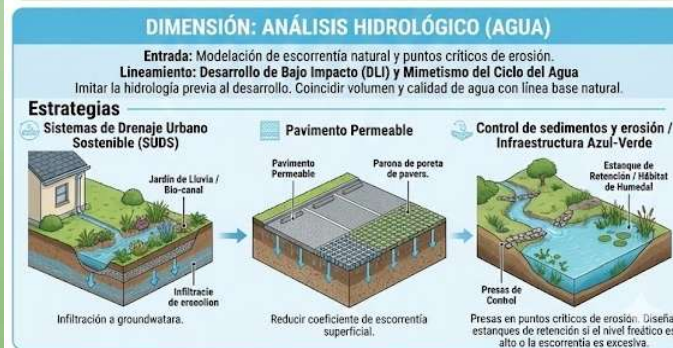 DIMENSIÓN: ANÁLISIS HIDROLÓGICO (AGUA)
Entrada: Modelación de escorrentía natural y puntos críticos de erosión.
Lineamiento: Desarrollo de Bajo Impacto (DLI) y Mimetismo del Ciclo del Agua
Imitar la hidrología previa al desarrollo. Coincidir volumen y calidad de agua con línea base natural.
Estrategias
Sistemas de Drenaje Urbano
Sostenible (SUDS)
Jardín de Lluvia /
Bio-canal
Infiltracie
de ereoolion
Infiltración a groundwatara.
Pavimento Permeable
Pavimento
Permeable
Parona de poreta
de pavers.
Reducir coeficiente de escorrentía
superficial.
Control de sedimentos y erosión /
Infraestructura Azul-Verde
Estanque de
Retención / Hábitat
de Humedal
Presas de
Conhol
Presas en puntos críticos de erosión. Diseña
estanques de retención si el nivel freático es
alto o la escorrentía es excesiva.